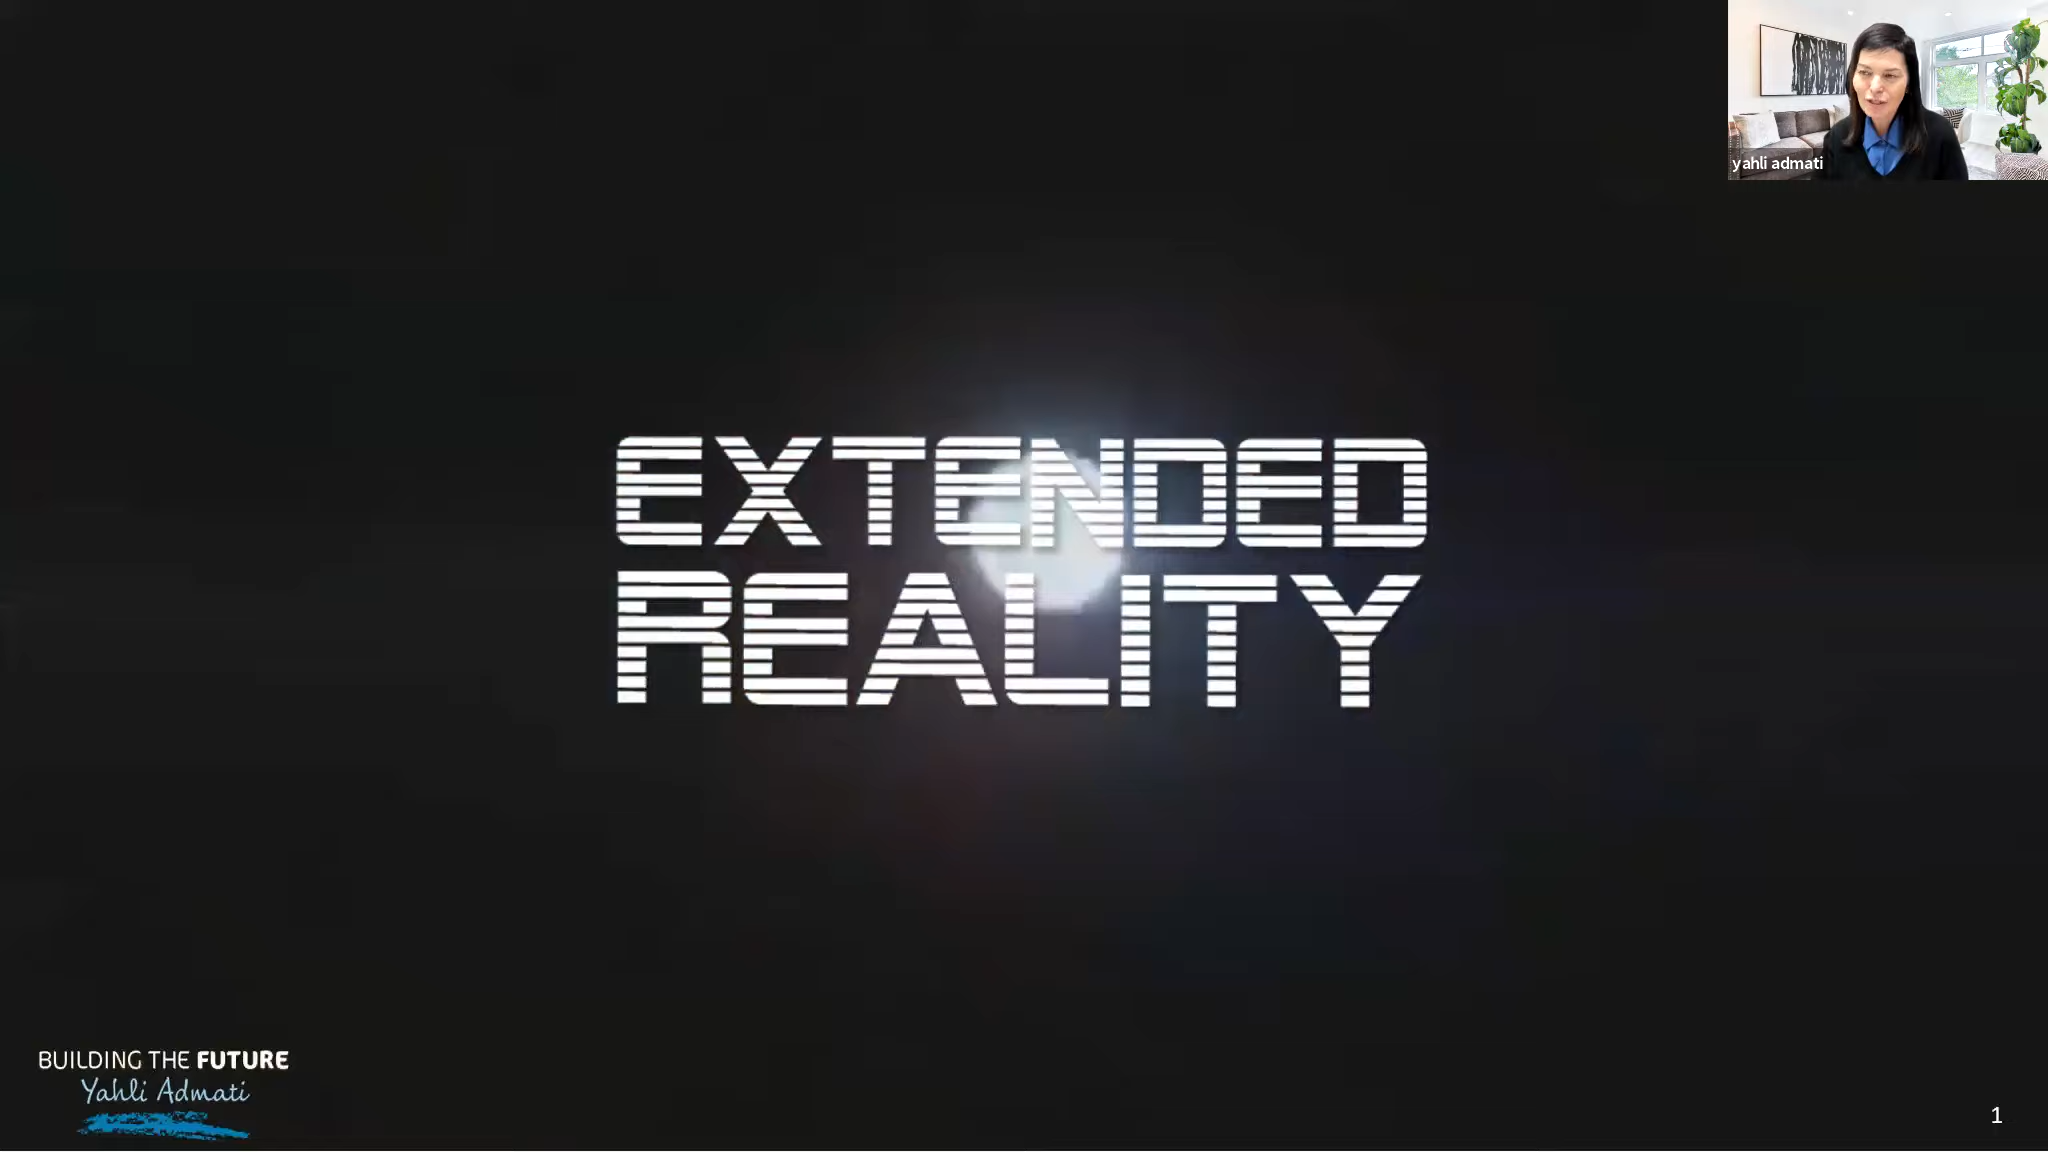 yahli admati
EXTENDED
REALITY
BUILDING THE FUTURE
Yahli Admati
1